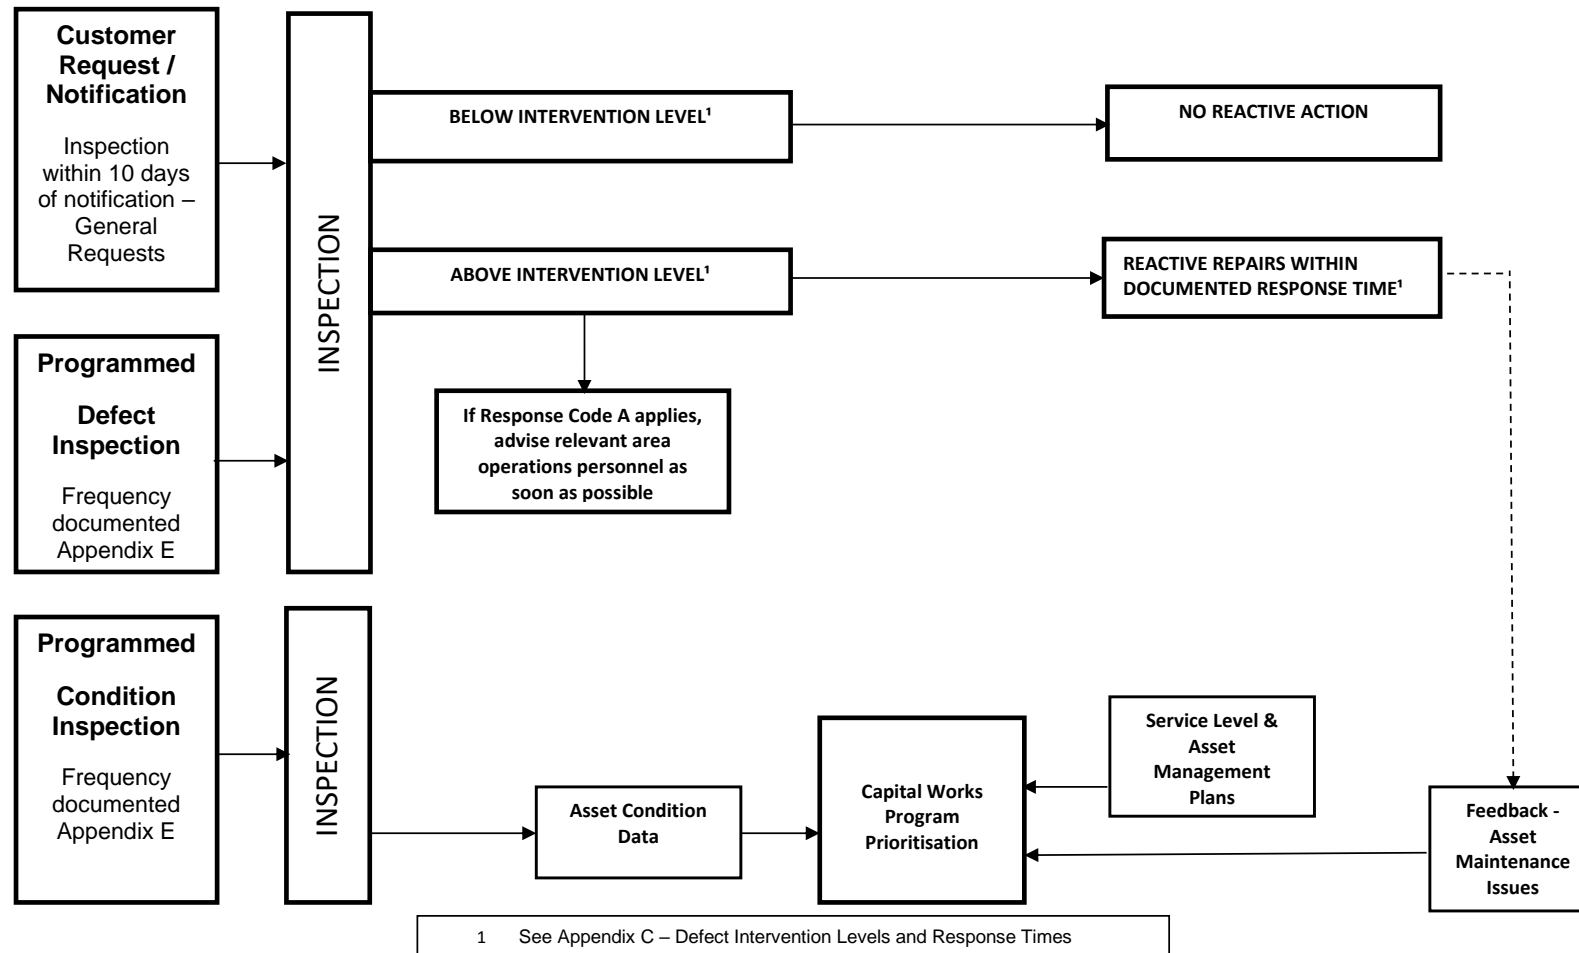 Customer
Request /
Notification
Inspection
within 10 days
of notification –
General
Requests
INSPECTION
BELOW INTERVENTION LEVEL¹
NO REACTIVE ACTION
ABOVE INTERVENTION LEVEL¹
REACTIVE REPAIRS WITHIN
DOCUMENTED RESPONSE TIME¹
If Response Code A applies,
advise relevant area
operations personnel as
soon as possible
Programmed
Defect
Inspection
Frequency
documented
Appendix E
Programmed
Condition
Inspection
Frequency
documented
Appendix E
INSPECTION
Asset Condition
Data
Capital Works
Program
Prioritisation
Service Level &
Asset
Management
Plans
Feedback -
Asset
Maintenance
Issues
1 See Appendix C – Defect Intervention Levels and Response Times